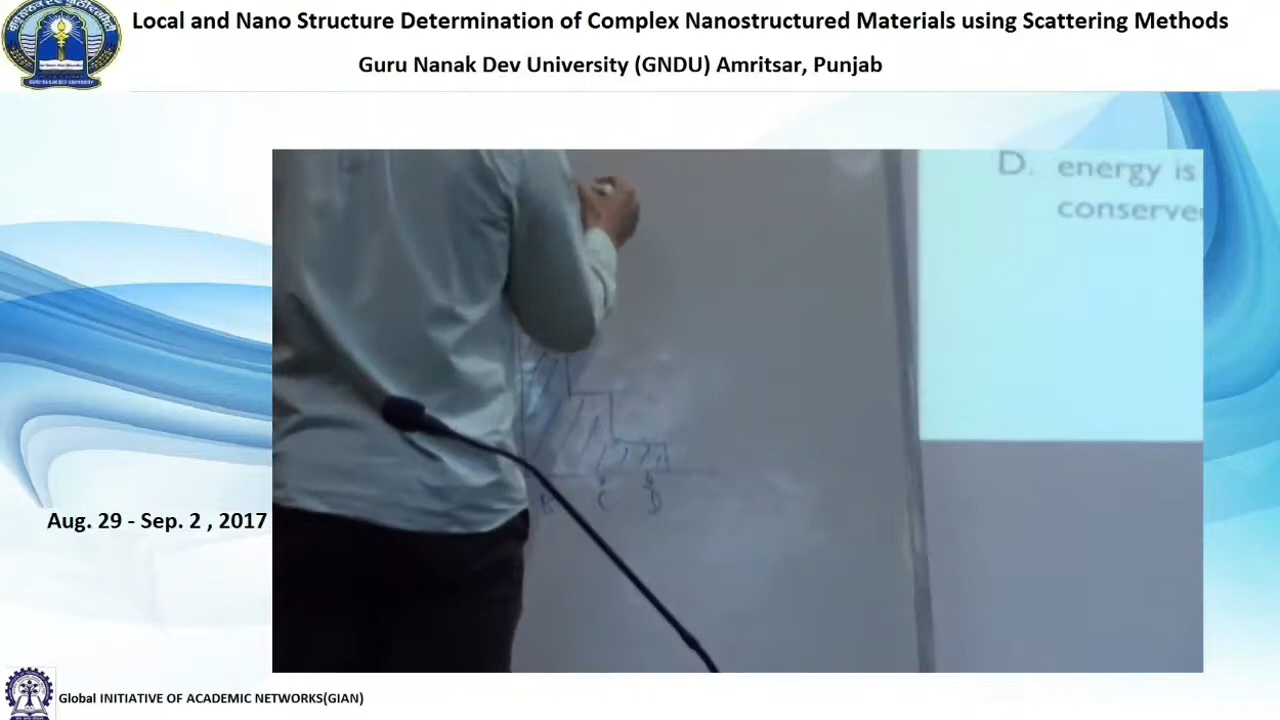 Local and Nano Structure Determination of Complex Nanostructured Materials using Scattering Methods
Guru Nanak Dev University (GNDU) Amritsar, Punjab
D. energy is
conserve
B C D
Aug. 29 - Sep. 2 , 2017
Global INITIATIVE OF ACADEMIC NETWORKS(GIAN)